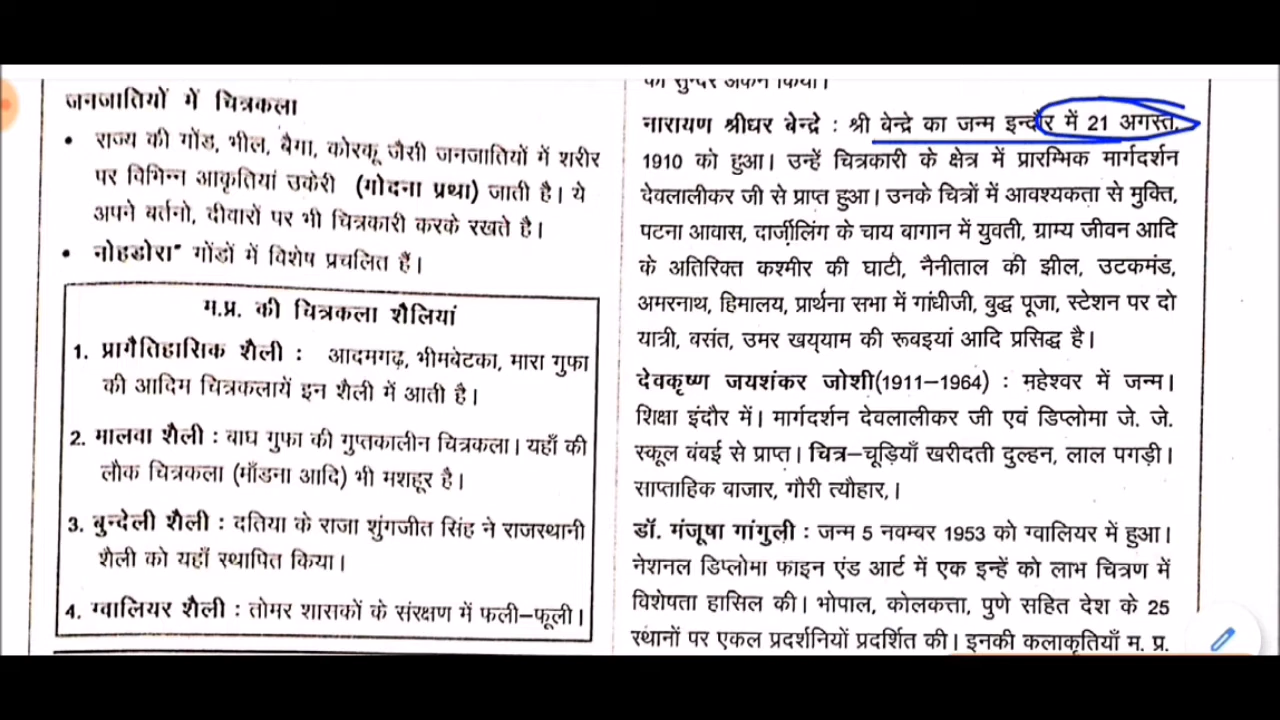 जनजातियों में चित्रकला
• राज्य की गोंड, भील, बैगा, कोरकू जैसी जनजातियों में शरीर
पर विभिन्न आकृतियां उकेरी (गोदना प्रथा) जाती है। ये
अपने बर्तनो, दीवारों पर भी चित्रकारी करके रखते है।
• नोहडोरा" गोंडों में विशेष प्रचलित हैं।
म.प्र. की चित्रकला शैलियां
1. प्रागैतिहासिक शैली : आदमगढ़, भीमबेटका, मारा गुफा
की आदिम चित्रकलायें इन शैली में आती है।
2. मालवा शैली : बाघ गुफा की गुप्तकालीन चित्रकला। यहाँ की
लौक चित्रकला (माँडना आदि) भी मशहूर है।
3. बुन्देली शैली : दतिया के राजा शुंगजीत सिंह ने राजस्थानी
शैली को यहाँ स्थापित किया।
4. ग्वालियर शैली : तोमर शासकों के संरक्षण में फली–फूली।
का सुन्दर अंकन किया।
नारायण श्रीधर बेन्द्रे : श्री बेन्द्रे का जन्म इन्दौर में 21 अगस्त,
1910 को हुआ। उन्हें चित्रकारी के क्षेत्र में प्रारम्भिक मार्गदर्शन
देवलालीकर जी से प्राप्त हुआ। उनके चित्रों में आवश्यकता से मुक्ति,
पटना आवास, दार्जीलिंग के चाय बागान में युवती, ग्राम्य जीवन आदि
के अतिरिक्त कश्मीर की घाटी, नैनीताल की झील, उटकमंड,
अमरनाथ, हिमालय, प्रार्थना सभा में गांधीजी, बुद्ध पूजा, स्टेशन पर दो
यात्री, वसंत, उमर खय्याम की रूवइयां आदि प्रसिद्ध है।
देवकृष्ण जयशंकर जोशी(1911–1964) : महेश्वर में जन्म।
शिक्षा इंदौर में। मार्गदर्शन देवलालीकर जी एवं डिप्लोमा जे. जे.
स्कूल वंबई से प्राप्त। चित्र–चूड़ियाँ खरीदती दुल्हन, लाल पगड़ी।
साप्ताहिक बाजार, गौरी त्यौहार,।
डॉ. मंजूषा गांगुली : जन्म 5 नवम्बर 1953 को ग्वालियर में हुआ।
नेशनल डिप्लोमा फाइन एंड आर्ट में एक इन्हें को लाभ चित्रण में
विशेषता हासिल की। भोपाल, कोलकत्ता, पुणे सहित देश के 25
स्थानों पर एकल प्रदर्शनियों प्रदर्शित की। इनकी कलाकृतियाँ म. प्र.